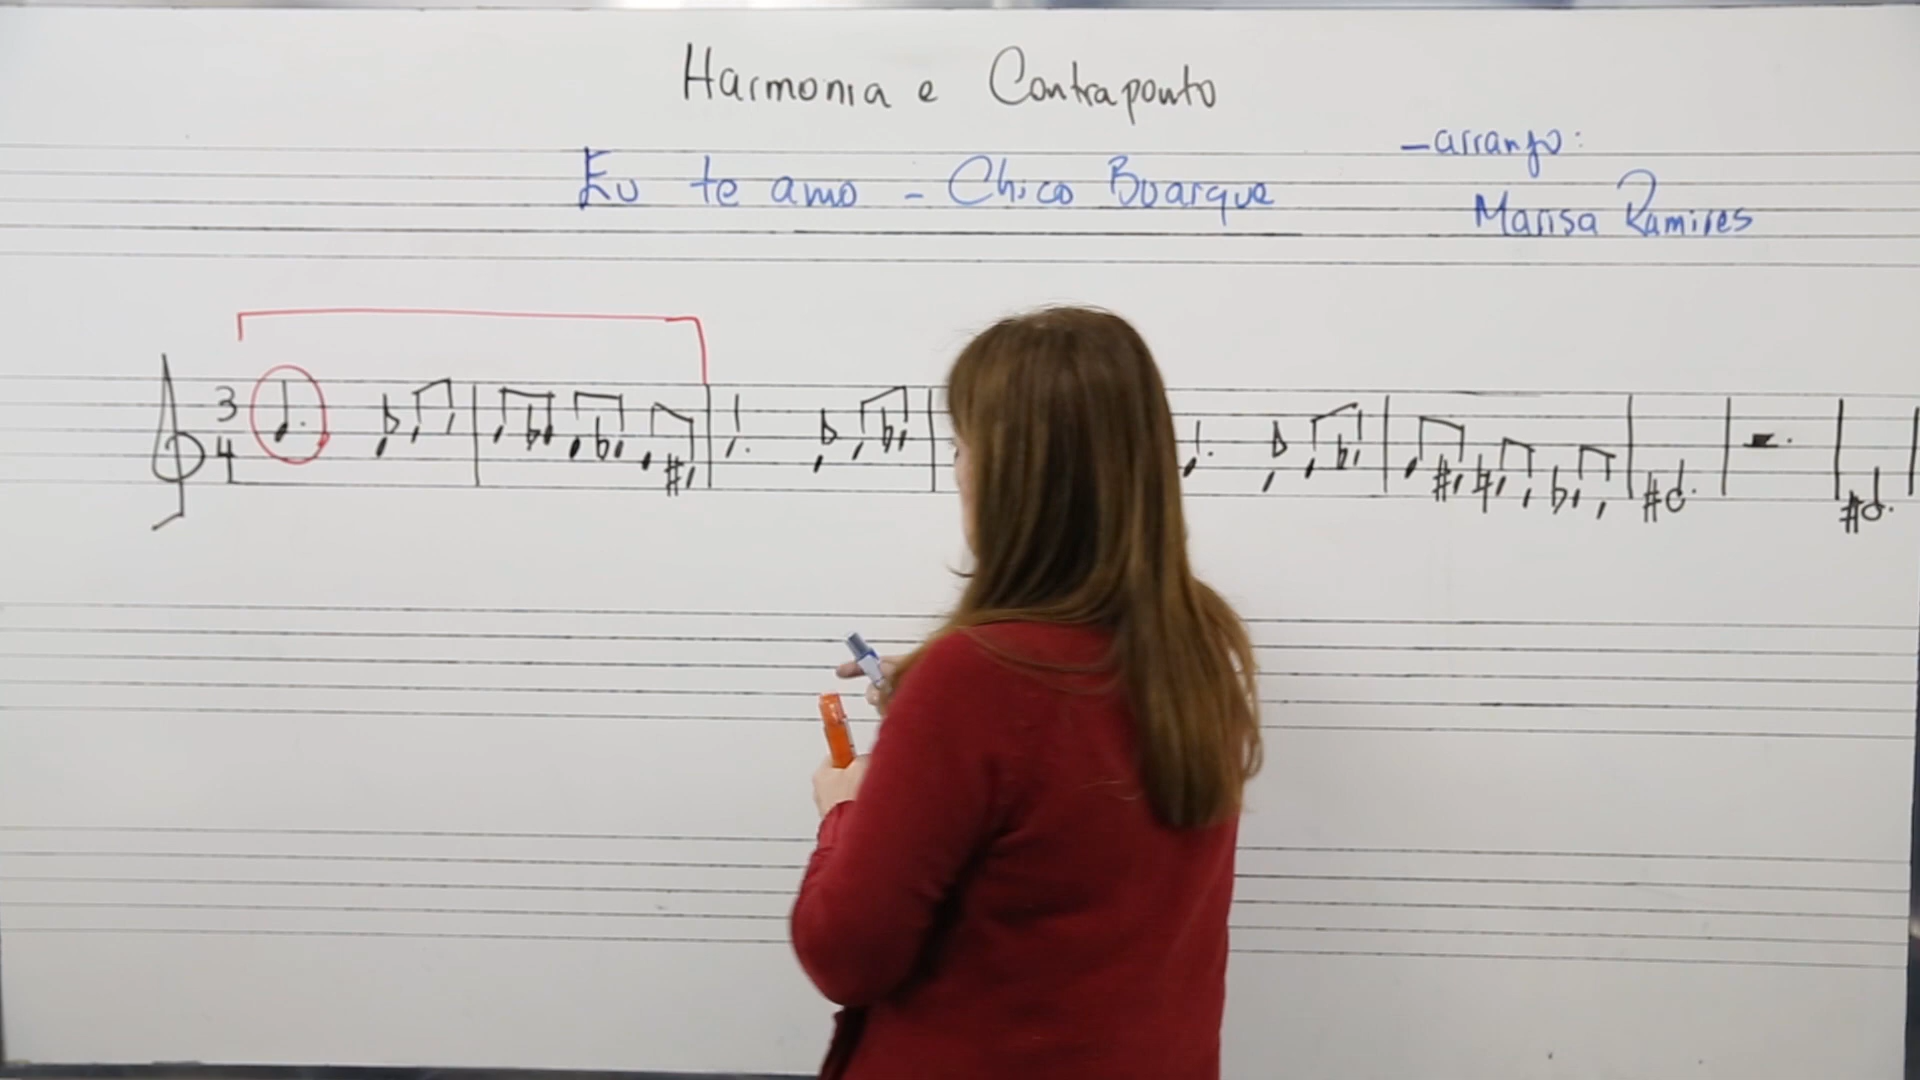 Harmonia e Contraponto
Eu te amo - Chico Buarque
- arranjo:
Marisa Ramires
3
4